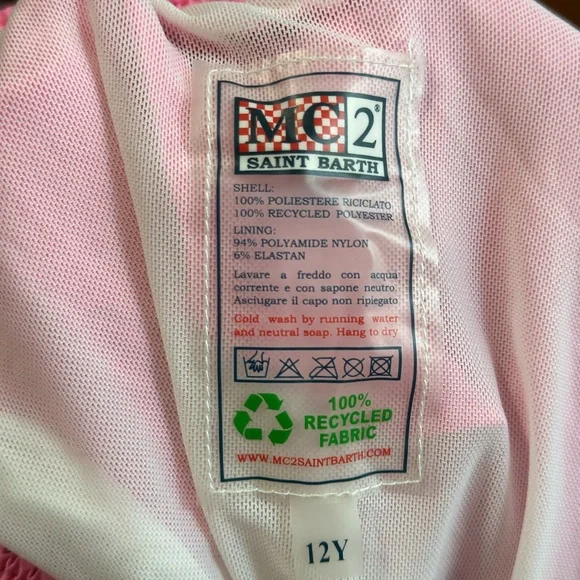 MC2®
SAINT BARTH
SHELL:
100% POLIESTERE RICICLATO
100% RECYCLED POLYESTER
LINING:
94% POLYAMIDE NYLON
6% ELASTAN
Lavare a freddo con acqua
corrente e con sapone neutro.
Asciugare il capo non ripiegato
Cold wash by running water
and neutral soap. Hang to dry
100%
RECYCLED
FABRIC
WWW.MC2SAINTBARTH.COM
12Y